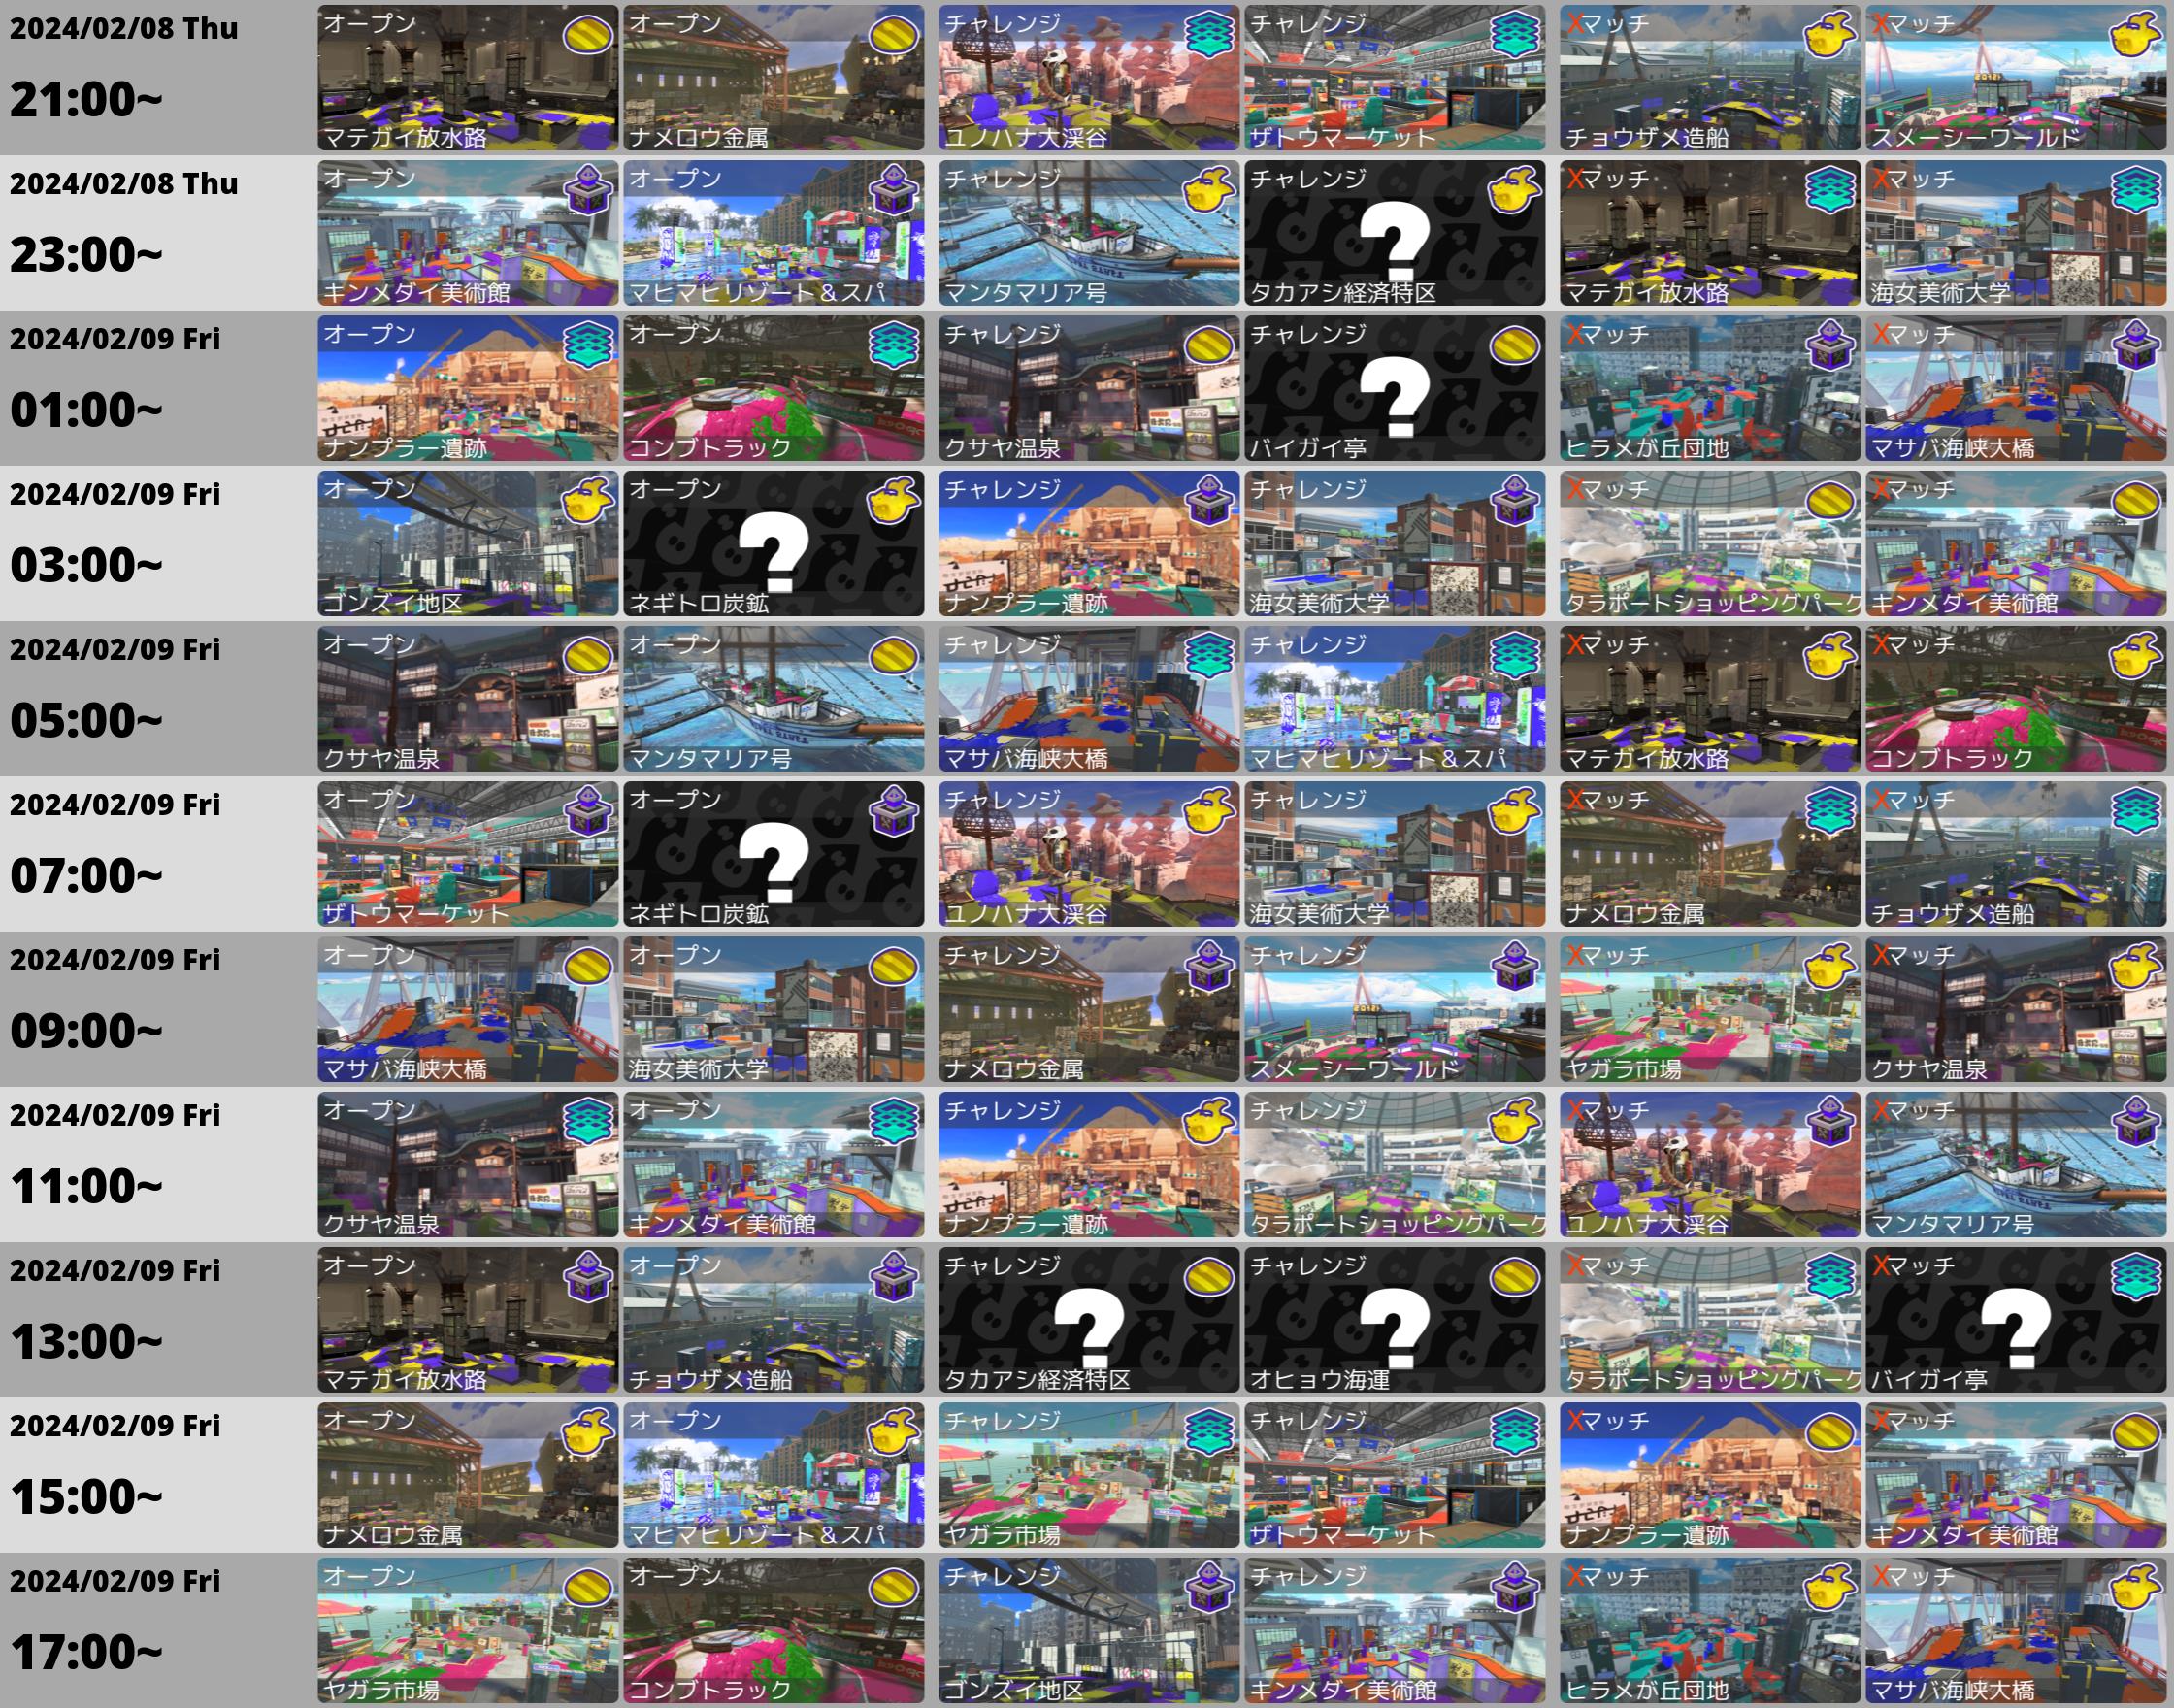 2024/02/08 Thu
21:00~
オープン
マテガイ放水路
オープン
ナメロウ金属
チャレンジ
ユノハナ大渓谷
チャレンジ
ザトウマーケット
Xマッチ
チョウザメ造船
Xマッチ
スメーシーワールド
2024/02/08 Thu
23:00~
オープン
キンメダイ美術館
オープン
マヒマヒリゾート＆スパ
チャレンジ
マンタマリア号
チャレンジ
?
タカアシ経済特区
Xマッチ
マテガイ放水路
Xマッチ
海女美術大学
2024/02/09 Fri
01:00~
オープン
ナンプラー遺跡
オープン
コンブトラック
チャレンジ
クサヤ温泉
チャレンジ
?
バイガイ亭
Xマッチ
ヒラメが丘団地
Xマッチ
マサバ海峡大橋
2024/02/09 Fri
03:00~
オープン
ゴンズイ地区
オープン
?
ネギトロ炭鉱
チャレンジ
ナンプラー遺跡
チャレンジ
海女美術大学
Xマッチ
タラポートショッピングパーク
Xマッチ
キンメダイ美術館
2024/02/09 Fri
05:00~
オープン
クサヤ温泉
オープン
マンタマリア号
チャレンジ
マサバ海峡大橋
チャレンジ
マヒマヒリゾート＆スパ
Xマッチ
マテガイ放水路
Xマッチ
コンブトラック
2024/02/09 Fri
07:00~
オープン
ザトウマーケット
オープン
?
ネギトロ炭鉱
チャレンジ
ユノハナ大渓谷
チャレンジ
海女美術大学
Xマッチ
ナメロウ金属
Xマッチ
チョウザメ造船
2024/02/09 Fri
09:00~
オープン
マサバ海峡大橋
オープン
海女美術大学
チャレンジ
ナメロウ金属
チャレンジ
スメーシーワールド
Xマッチ
ヤガラ市場
Xマッチ
クサヤ温泉
2024/02/09 Fri
11:00~
オープン
クサヤ温泉
オープン
キンメダイ美術館
チャレンジ
ナンプラー遺跡
チャレンジ
タラポートショッピングパーク
Xマッチ
ユノハナ大渓谷
Xマッチ
マンタマリア号
2024/02/09 Fri
13:00~
オープン
マテガイ放水路
オープン
チョウザメ造船
チャレンジ
?
タカアシ経済特区
チャレンジ
?
オヒョウ海運
Xマッチ
タラポートショッピングパーク
Xマッチ
?
バイガイ亭
2024/02/09 Fri
15:00~
オープン
ナメロウ金属
オープン
マヒマヒリゾート＆スパ
チャレンジ
ヤガラ市場
チャレンジ
ザトウマーケット
Xマッチ
ナンプラー遺跡
Xマッチ
キンメダイ美術館
2024/02/09 Fri
17:00~
オープン
ヤガラ市場
オープン
コンブトラック
チャレンジ
ゴンズイ地区
チャレンジ
キンメダイ美術館
Xマッチ
ヒラメが丘団地
Xマッチ
マサバ海峡大橋